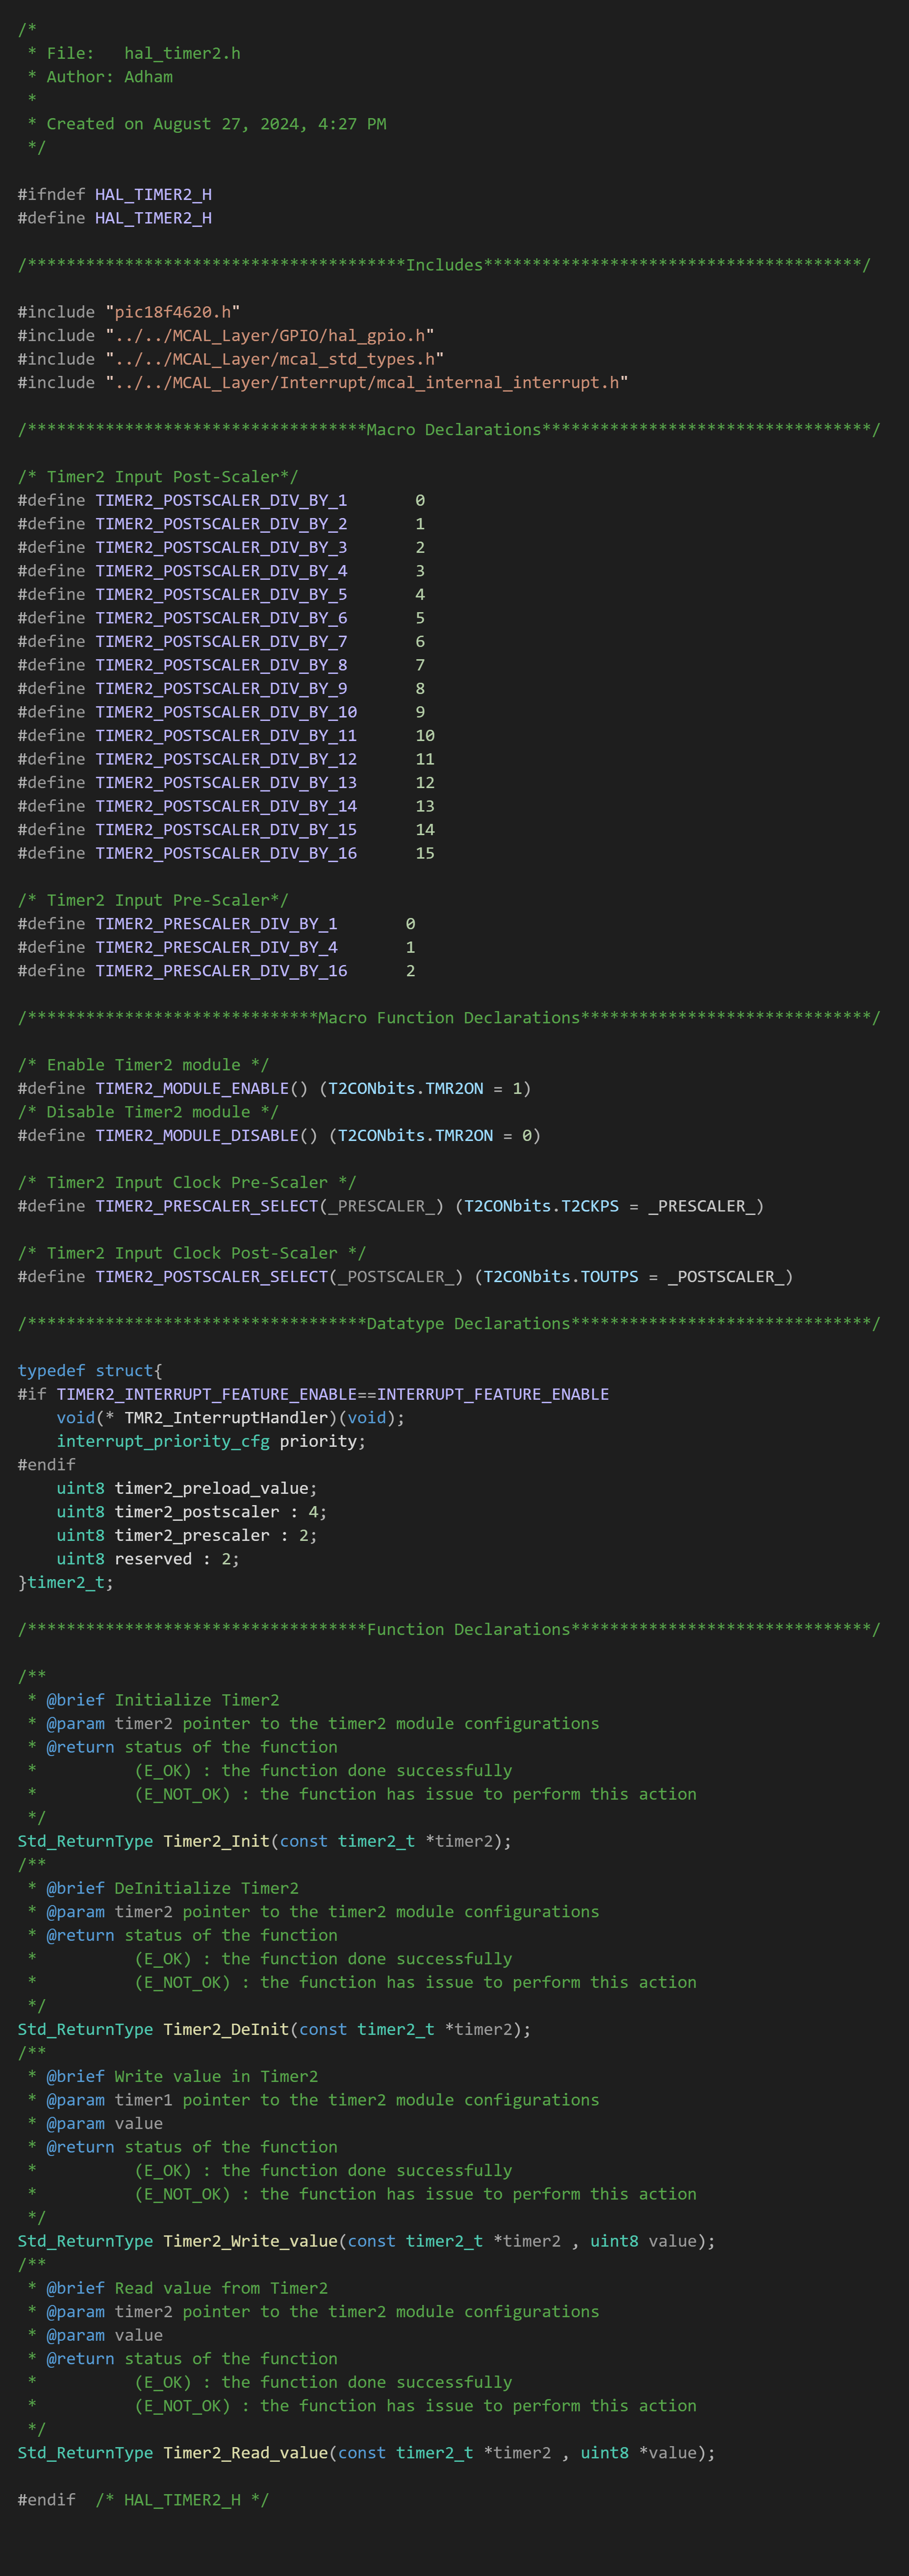 /*
 * File:   hal_timer2.h
 * Author: Adham
 *
 * Created on August 27, 2024, 4:27 PM
 */

#ifndef HAL_TIMER2_H
#define HAL_TIMER2_H

/***************************************Includes***************************************/

#include "pic18f4620.h"
#include "../../MCAL_Layer/GPIO/hal_gpio.h"
#include "../../MCAL_Layer/mcal_std_types.h"
#include "../../MCAL_Layer/Interrupt/mcal_internal_interrupt.h"

/***********************************Macro Declarations**********************************/

/* Timer2 Input Post-Scaler*/
#define TIMER2_POSTSCALER_DIV_BY_1       0
#define TIMER2_POSTSCALER_DIV_BY_2       1
#define TIMER2_POSTSCALER_DIV_BY_3       2
#define TIMER2_POSTSCALER_DIV_BY_4       3
#define TIMER2_POSTSCALER_DIV_BY_5       4
#define TIMER2_POSTSCALER_DIV_BY_6       5
#define TIMER2_POSTSCALER_DIV_BY_7       6
#define TIMER2_POSTSCALER_DIV_BY_8       7
#define TIMER2_POSTSCALER_DIV_BY_9       8
#define TIMER2_POSTSCALER_DIV_BY_10      9
#define TIMER2_POSTSCALER_DIV_BY_11      10
#define TIMER2_POSTSCALER_DIV_BY_12      11
#define TIMER2_POSTSCALER_DIV_BY_13      12
#define TIMER2_POSTSCALER_DIV_BY_14      13
#define TIMER2_POSTSCALER_DIV_BY_15      14
#define TIMER2_POSTSCALER_DIV_BY_16      15

/* Timer2 Input Pre-Scaler*/
#define TIMER2_PRESCALER_DIV_BY_1       0
#define TIMER2_PRESCALER_DIV_BY_4       1
#define TIMER2_PRESCALER_DIV_BY_16      2

/******************************Macro Function Declarations******************************/

/* Enable Timer2 module */
#define TIMER2_MODULE_ENABLE() (T2CONbits.TMR2ON = 1)
/* Disable Timer2 module */
#define TIMER2_MODULE_DISABLE() (T2CONbits.TMR2ON = 0)

/* Timer2 Input Clock Pre-Scaler */
#define TIMER2_PRESCALER_SELECT(_PRESCALER_) (T2CONbits.T2CKPS = _PRESCALER_)

/* Timer2 Input Clock Post-Scaler */
#define TIMER2_POSTSCALER_SELECT(_POSTSCALER_) (T2CONbits.TOUTPS = _POSTSCALER_)

/***********************************Datatype Declarations*******************************/

typedef struct{
#if TIMER2_INTERRUPT_FEATURE_ENABLE==INTERRUPT_FEATURE_ENABLE
    void(* TMR2_InterruptHandler)(void);
    interrupt_priority_cfg priority;
#endif
    uint8 timer2_preload_value;
    uint8 timer2_postscaler : 4;
    uint8 timer2_prescaler : 2;
    uint8 reserved : 2;
}timer2_t;

/***********************************Function Declarations*******************************/

/**
 * @brief Initialize Timer2
 * @param timer2 pointer to the timer2 module configurations
 * @return status of the function
 *          (E_OK) : the function done successfully
 *          (E_NOT_OK) : the function has issue to perform this action
 */
Std_ReturnType Timer2_Init(const timer2_t *timer2);
/**
 * @brief DeInitialize Timer2
 * @param timer2 pointer to the timer2 module configurations
 * @return status of the function
 *          (E_OK) : the function done successfully
 *          (E_NOT_OK) : the function has issue to perform this action
 */
Std_ReturnType Timer2_DeInit(const timer2_t *timer2);
/**
 * @brief Write value in Timer2
 * @param timer1 pointer to the timer2 module configurations
 * @param value
 * @return status of the function
 *          (E_OK) : the function done successfully
 *          (E_NOT_OK) : the function has issue to perform this action
 */
Std_ReturnType Timer2_Write_value(const timer2_t *timer2 , uint8 value);
/**
 * @brief Read value from Timer2
 * @param timer2 pointer to the timer2 module configurations
 * @param value
 * @return status of the function
 *          (E_OK) : the function done successfully
 *          (E_NOT_OK) : the function has issue to perform this action
 */
Std_ReturnType Timer2_Read_value(const timer2_t *timer2 , uint8 *value);

#endif  /* HAL_TIMER2_H */